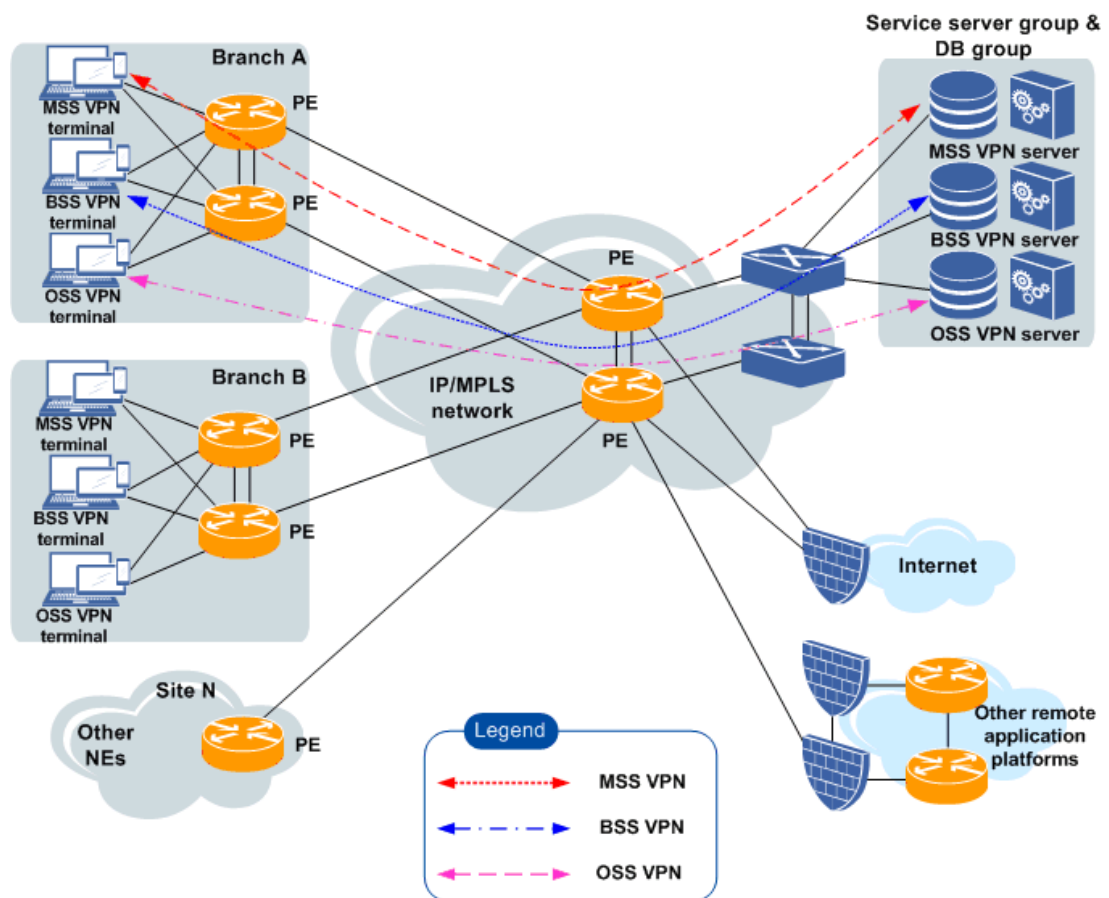 Service server group &
DB group
Branch A
PE
MSS VPN
terminal
BSS VPN
terminal
PE
OSS VPN
terminal
MSS VPN server
BSS VPN server
OSS VPN server
PE
IP/MPLS
network
PE
Branch B
MSS VPN
terminal
PE
BSS VPN
terminal
PE
OSS VPN
terminal
Internet
Site N
Other
NEs
PE
Other remote
application
platforms
Legend
MSS VPN
BSS VPN
OSS VPN